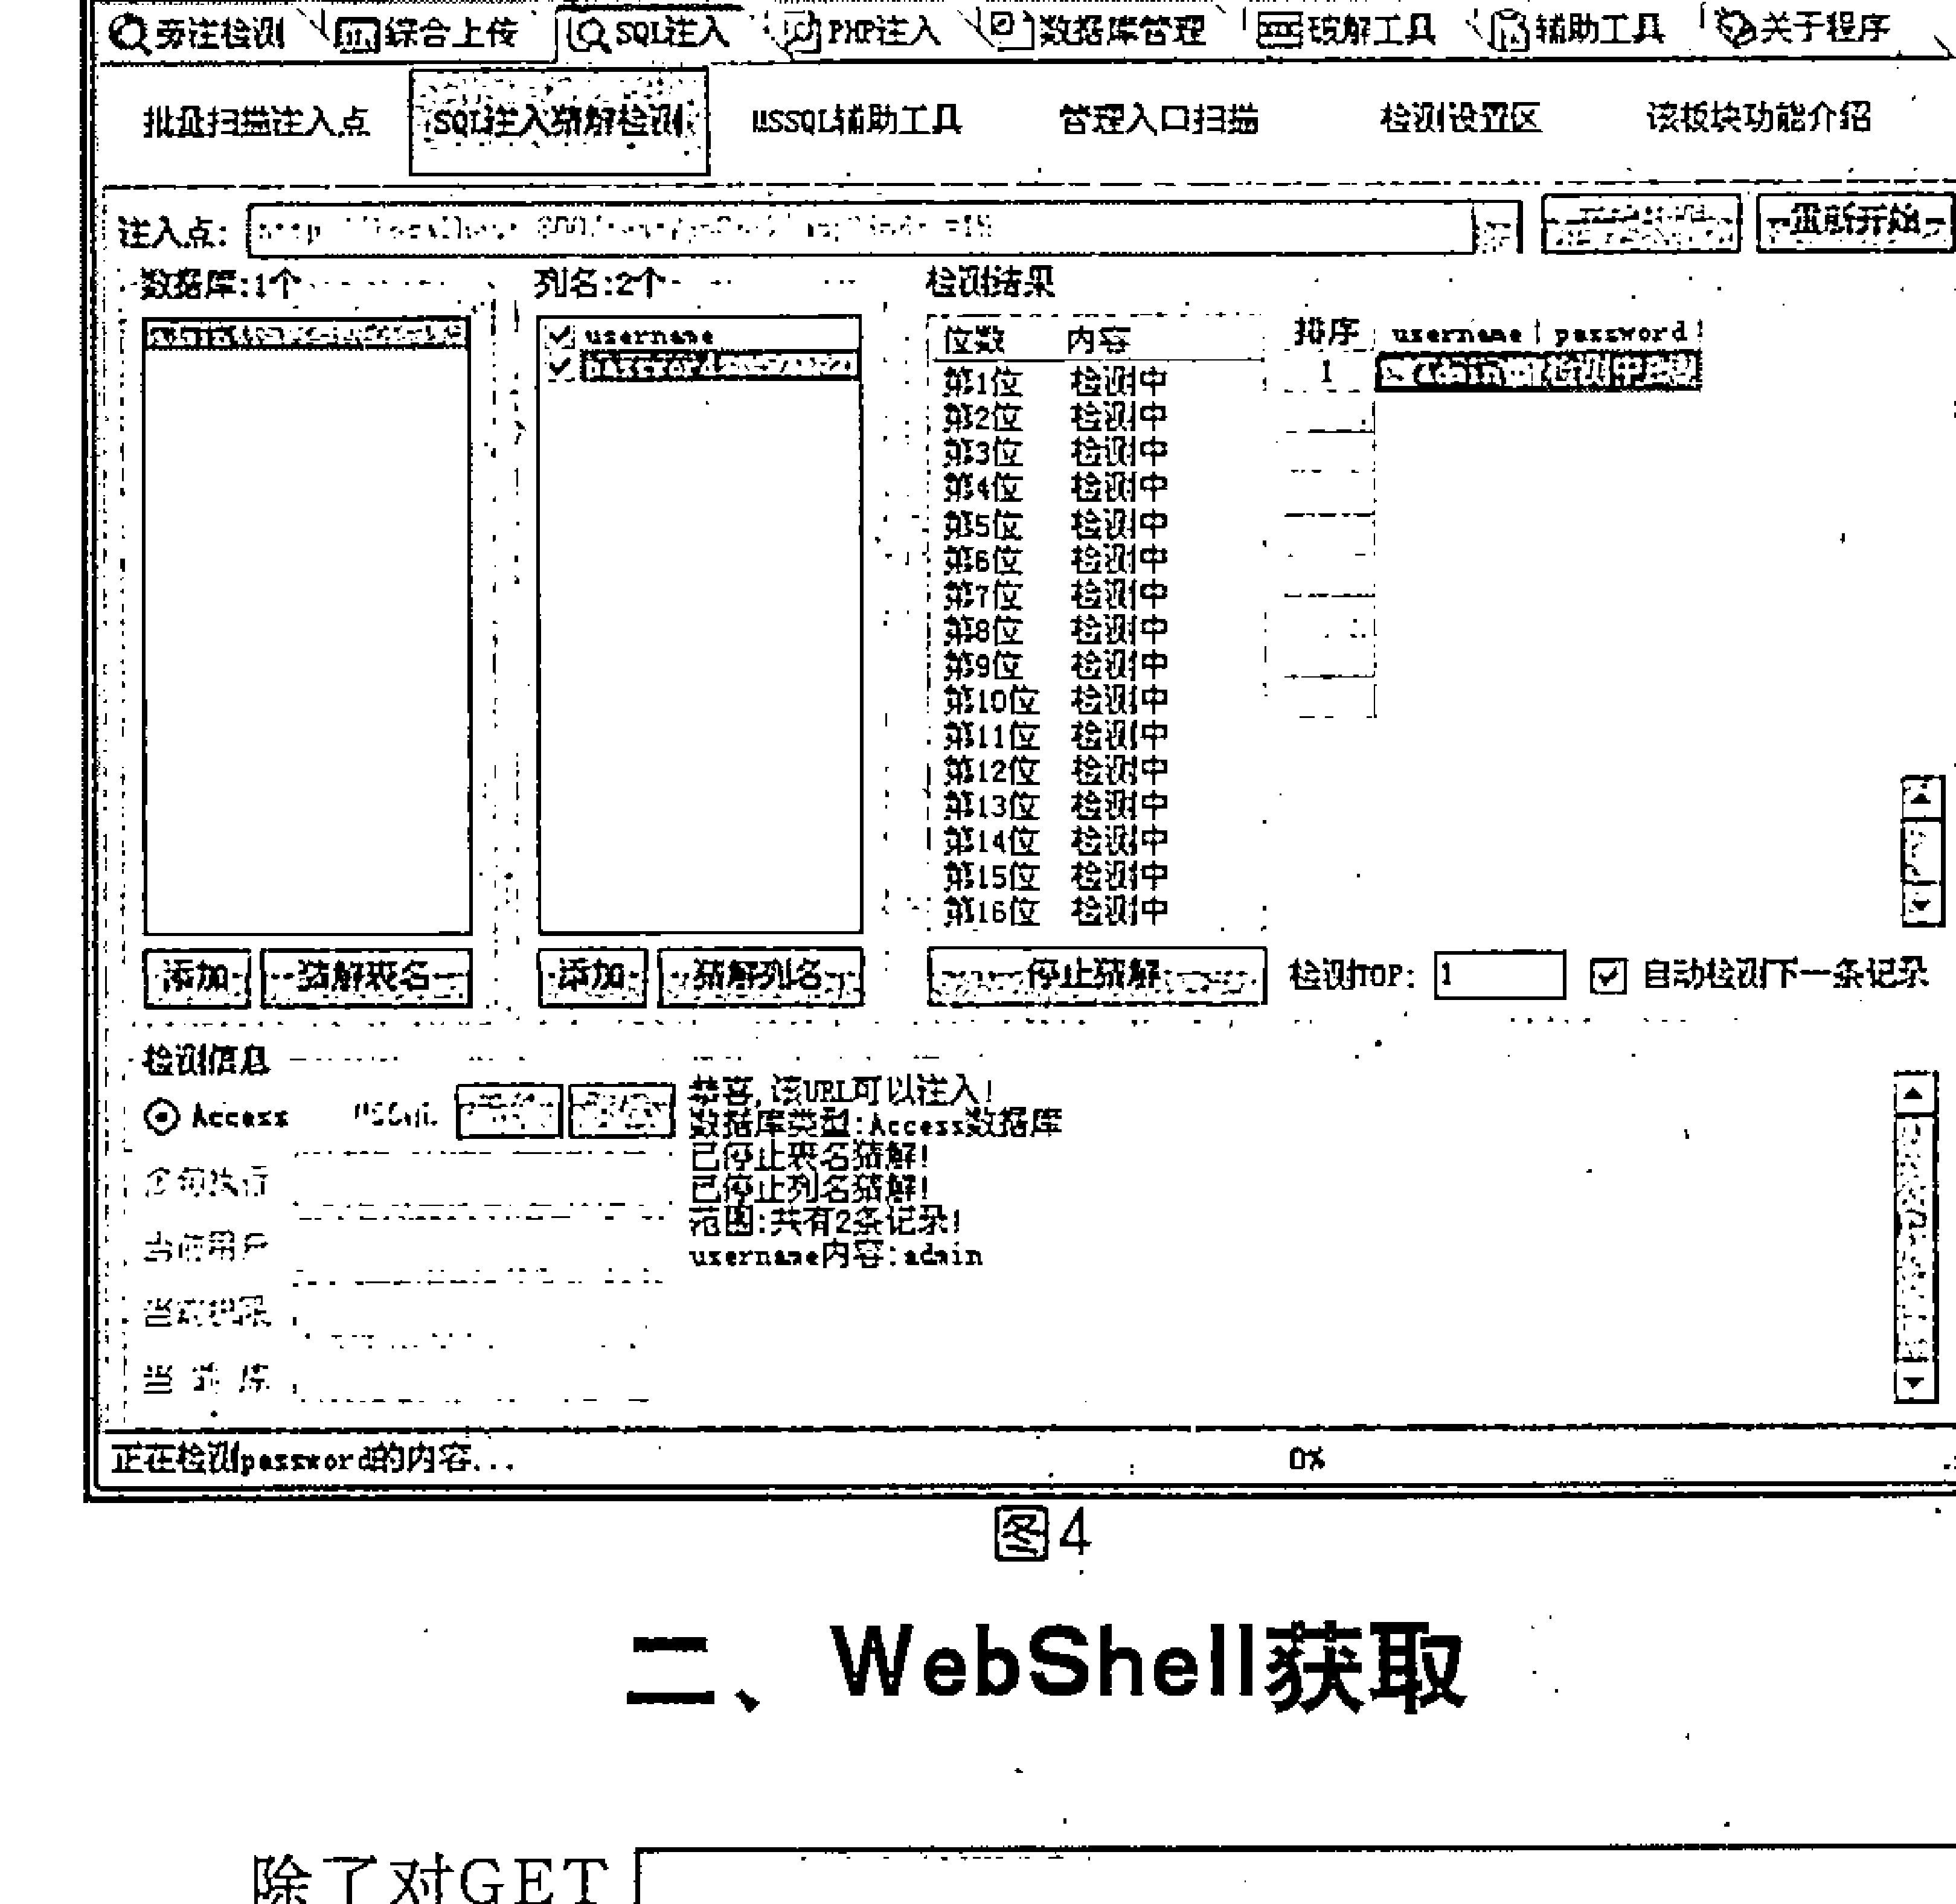 旁注检测 综合上传 SQL注入 PHP注入 数据库管理 破解工具 辅助工具 关于程序
批量扫描注入点 SQL注入猜解检测 MSSQL辅助工具 管理入口扫描 检测设置区 该板块功能介绍
注入点: 重新开始
数据库:1个 列名:2个 检测结果
username
password
位数 内容 排序 username password
第1位 检测中 1 admin 检测中
第2位 检测中
第3位 检测中
第4位 检测中
第5位 检测中
第6位 检测中
第7位 检测中
第8位 检测中
第9位 检测中
第10位 检测中
第11位 检测中
第12位 检测中
第13位 检测中
第14位 检测中
第15位 检测中
第16位 检测中
添加 猜解表名 添加 猜解列名 停止猜解 检测TOP: 1 自动检测下一条记录
检测信息
Access
当前用户
当前权限
当前库
恭喜,该URL可以注入!
数据库类型:Access数据库
已停止表名猜解!
已停止列名猜解!
范围:共有2条记录!
username内容:admin
正在检测password的内容... 0%
图4
二、WebShell获取
除了对GET